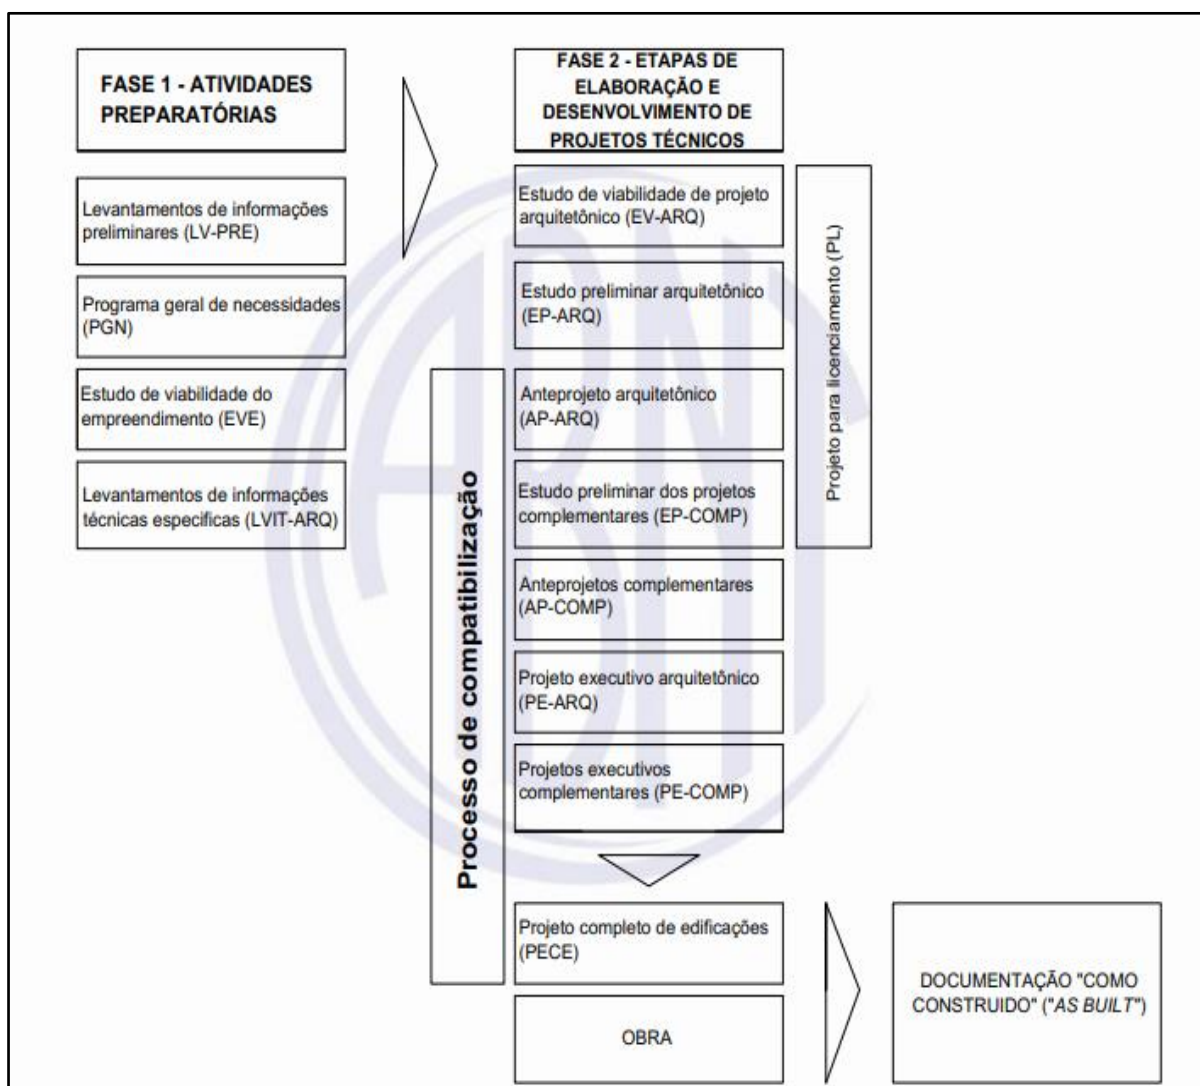 FASE 1 - ATIVIDADES
PREPARATÓRIAS
Levantamentos de informações
preliminares (LV-PRE)
Programa geral de necessidades
(PGN)
Estudo de viabilidade do
empreendimento (EVE)
Levantamentos de informações
técnicas especificas (LVIT-ARQ)
FASE 2 - ETAPAS DE
ELABORAÇÃO E
DESENVOLVIMENTO DE
PROJETOS TÉCNICOS
Estudo de viabilidade de projeto
arquitetônico (EV-ARQ)
Estudo preliminar arquitetônico
(EP-ARQ)
Anteprojeto arquitetônico
(AP-ARQ)
Estudo preliminar dos projetos
complementares (EP-COMP)
Anteprojetos complementares
(AP-COMP)
Projeto executivo arquitetônico
(PE-ARQ)
Projetos executivos
complementares (PE-COMP)
Projeto completo de edificações
(PECE)
OBRA
Processo de compatibilização
Projeto para licenciamento (PL)
DOCUMENTAÇÃO "COMO
CONSTRUIDO" ("AS BUILT")
ABNT